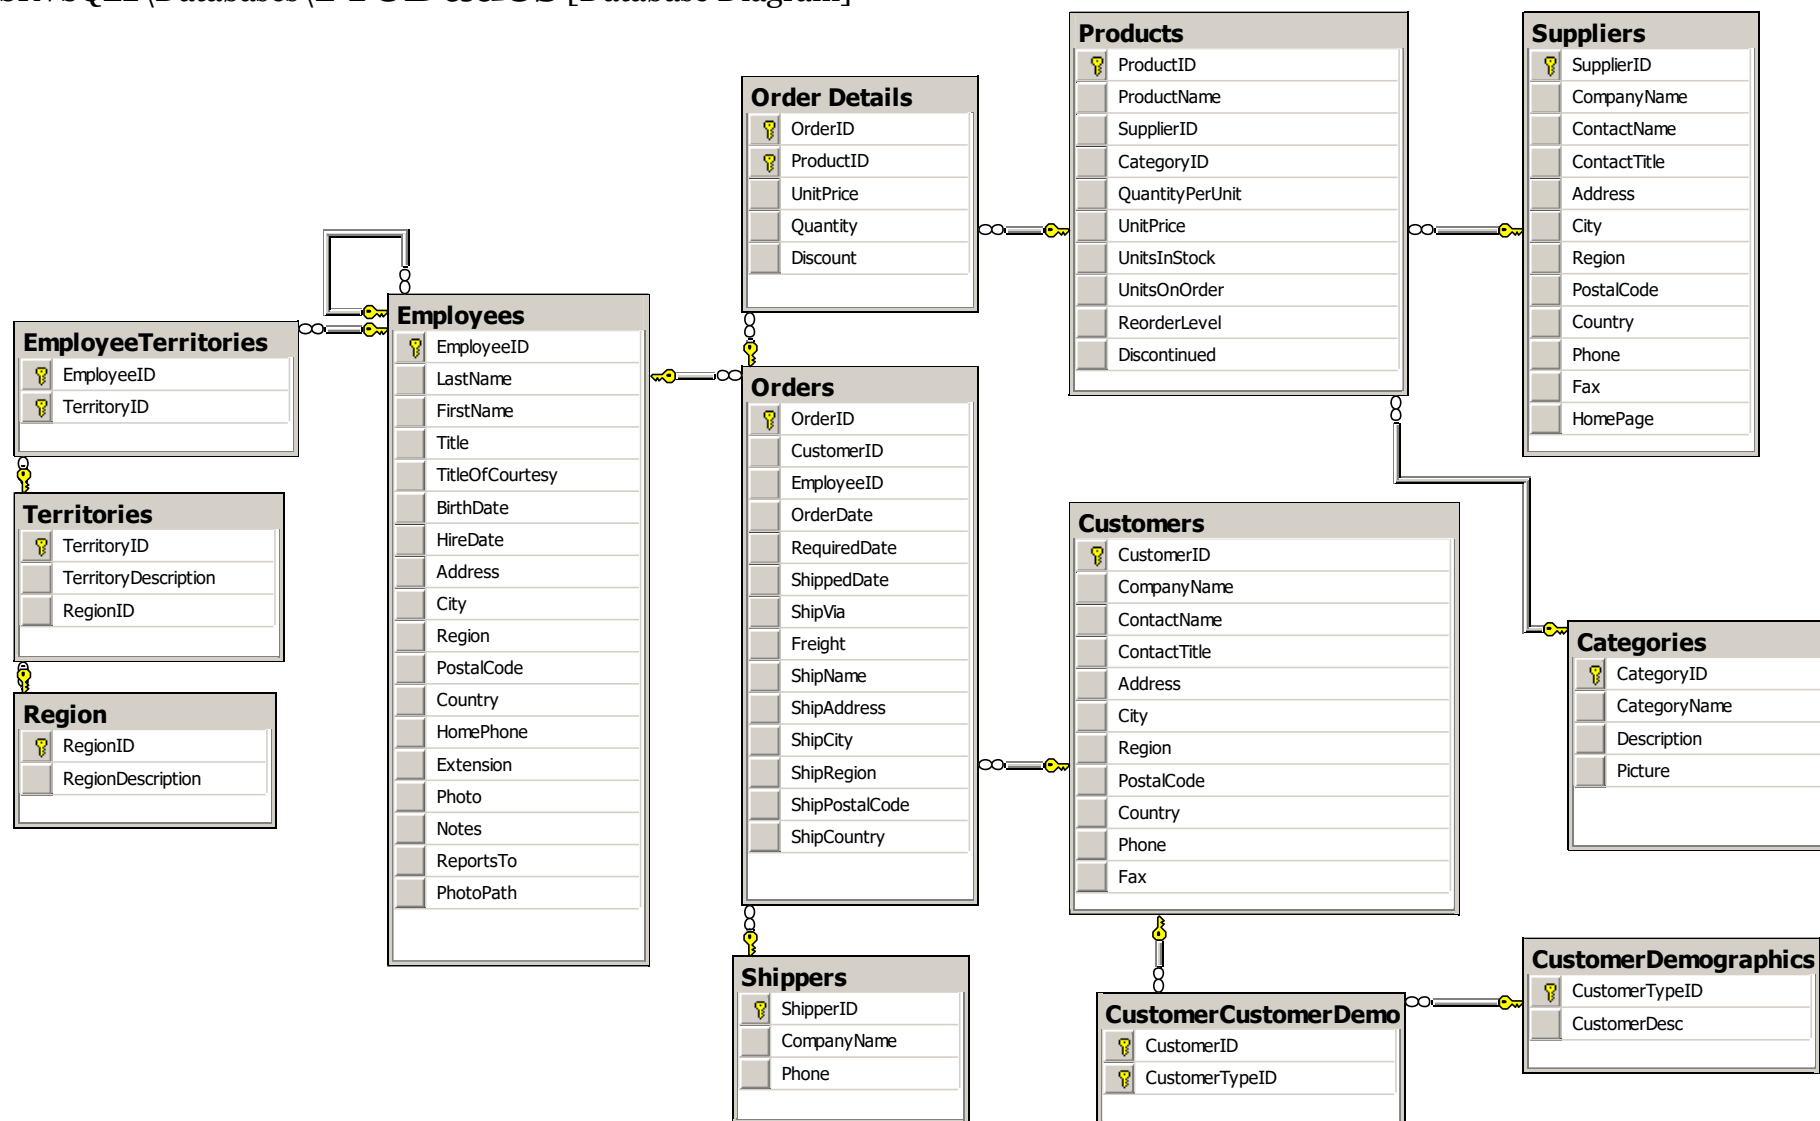 [Database Diagram]
Products
ProductID
ProductName
SupplierID
CategoryID
QuantityPerUnit
UnitPrice
UnitsInStock
UnitsOnOrder
ReorderLevel
Discontinued
Suppliers
SupplierID
CompanyName
ContactName
ContactTitle
Address
City
Region
PostalCode
Country
Phone
Fax
HomePage
Order Details
OrderID
ProductID
UnitPrice
Quantity
Discount
Employees
EmployeeID
LastName
FirstName
Title
TitleOfCourtesy
BirthDate
HireDate
Address
City
Region
PostalCode
Country
HomePhone
Extension
Photo
Notes
ReportsTo
PhotoPath
EmployeeTerritories
EmployeeID
TerritoryID
Territories
TerritoryID
TerritoryDescription
RegionID
Region
RegionID
RegionDescription
Orders
OrderID
CustomerID
EmployeeID
OrderDate
RequiredDate
ShippedDate
ShipVia
Freight
ShipName
ShipAddress
ShipCity
ShipRegion
ShipPostalCode
ShipCountry
Customers
CustomerID
CompanyName
ContactName
ContactTitle
Address
City
Region
PostalCode
Country
Phone
Fax
Categories
CategoryID
CategoryName
Description
Picture
Shippers
ShipperID
CompanyName
Phone
CustomerCustomerDemo
CustomerID
CustomerTypeID
CustomerDemographics
CustomerTypeID
CustomerDesc